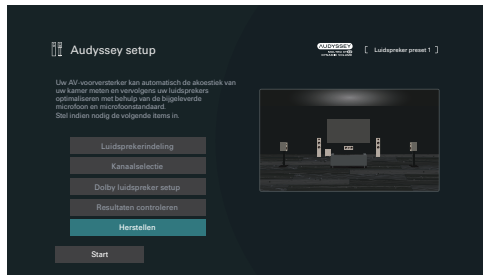 Audyssey setup
AUDYSSEY
[ Luidspreker preset 1 ]
Uw AV-voorversterker kan automatisch de akoestiek van
uw kamer meten en vervolgens uw luidsprekers
optimaliseren met behulp van de bijgeleverde
microfoon en microfoonstandaard.
Stel indien nodig de volgende items in.
Luidsprekerindeling
Kanaalselectie
Dolby luidspreker setup
Resultaten controleren
Herstellen
Start